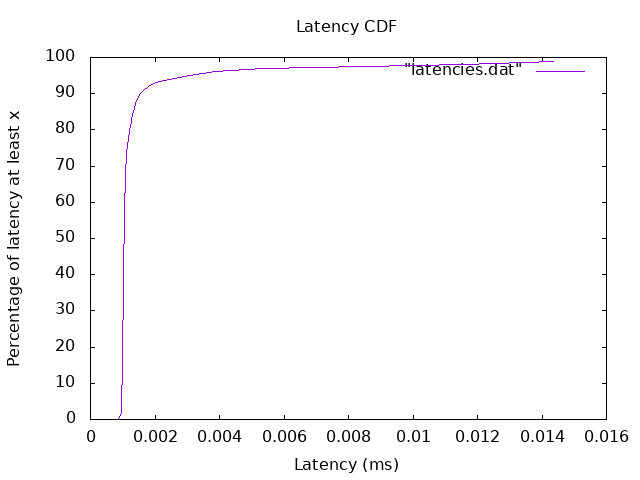 Latency CDF
100
90
80
70
60
50
40
30
20
10
0
Percentage of latency at least x
"latencies.dat"
0 0.002 0.004 0.006 0.008 0.01 0.012 0.014 0.016
Latency (ms)